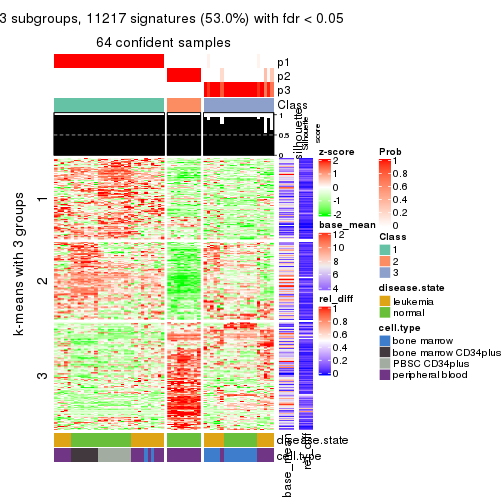 3 subgroups, 11217 signatures (53.0%) with fdr < 0.05
64 confident samples
p1
p2
p3
Class
1
0.5
0
silhouette
Silhouette
score
k-means with 3 groups
1
2
3
z-score
2
1
0
-1
-2
base_mean
12
10
8
6
4
rel_diff
1
0.8
0.6
0.4
0.2
0
Prob
1
0.8
0.6
0.4
0.2
0
Class
1
2
3
disease.state
leukemia
normal
cell.type
bone marrow
bone marrow CD34plus
PBSC CD34plus
peripheral blood
disease.state
cell.type
base_mean
rel_diff